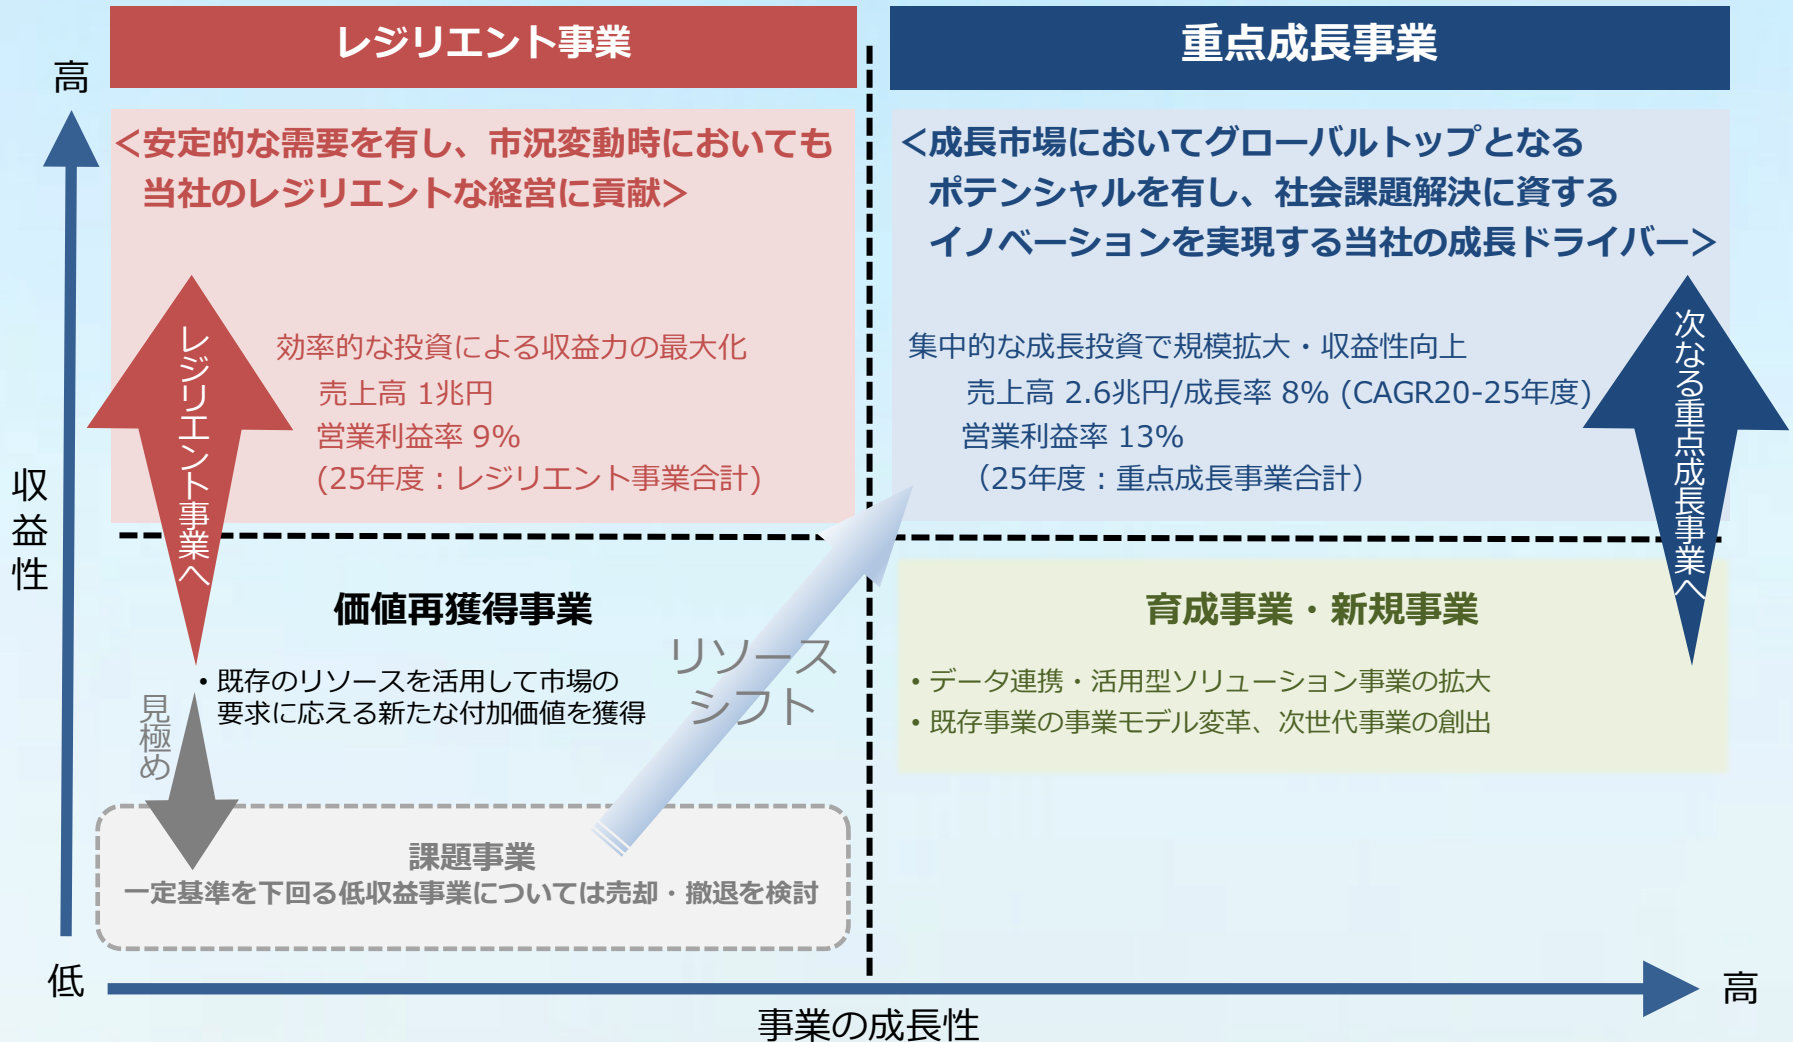 レジリエント事業
<安定的な需要を有し、市況変動時においても
当社のレジリエントな経営に貢献>
効率的な投資による収益力の最大化
売上高 1兆円
営業利益率 9%
(25年度：レジリエント事業合計)
レジリエント事業へ
重点成長事業
<成長市場においてグローバルトップとなる
ポテンシャルを有し、社会課題解決に資する
イノベーションを実現する当社の成長ドライバー>
集中的な成長投資で規模拡大・収益性向上
売上高 2.6兆円/成長率 8% (CAGR20-25年度)
営業利益率 13%
（25年度：重点成長事業合計）
次なる重点成長事業へ
価値再獲得事業
・既存のリソースを活用して市場の
要求に応える新たな付加価値を獲得
見極め
リソース
シフト
育成事業・新規事業
・データ連携・活用型ソリューション事業の拡大
・既存事業の事業モデル変革、次世代事業の創出
課題事業
一定基準を下回る低収益事業については売却・撤退を検討
高
収益性
低
事業の成長性
高